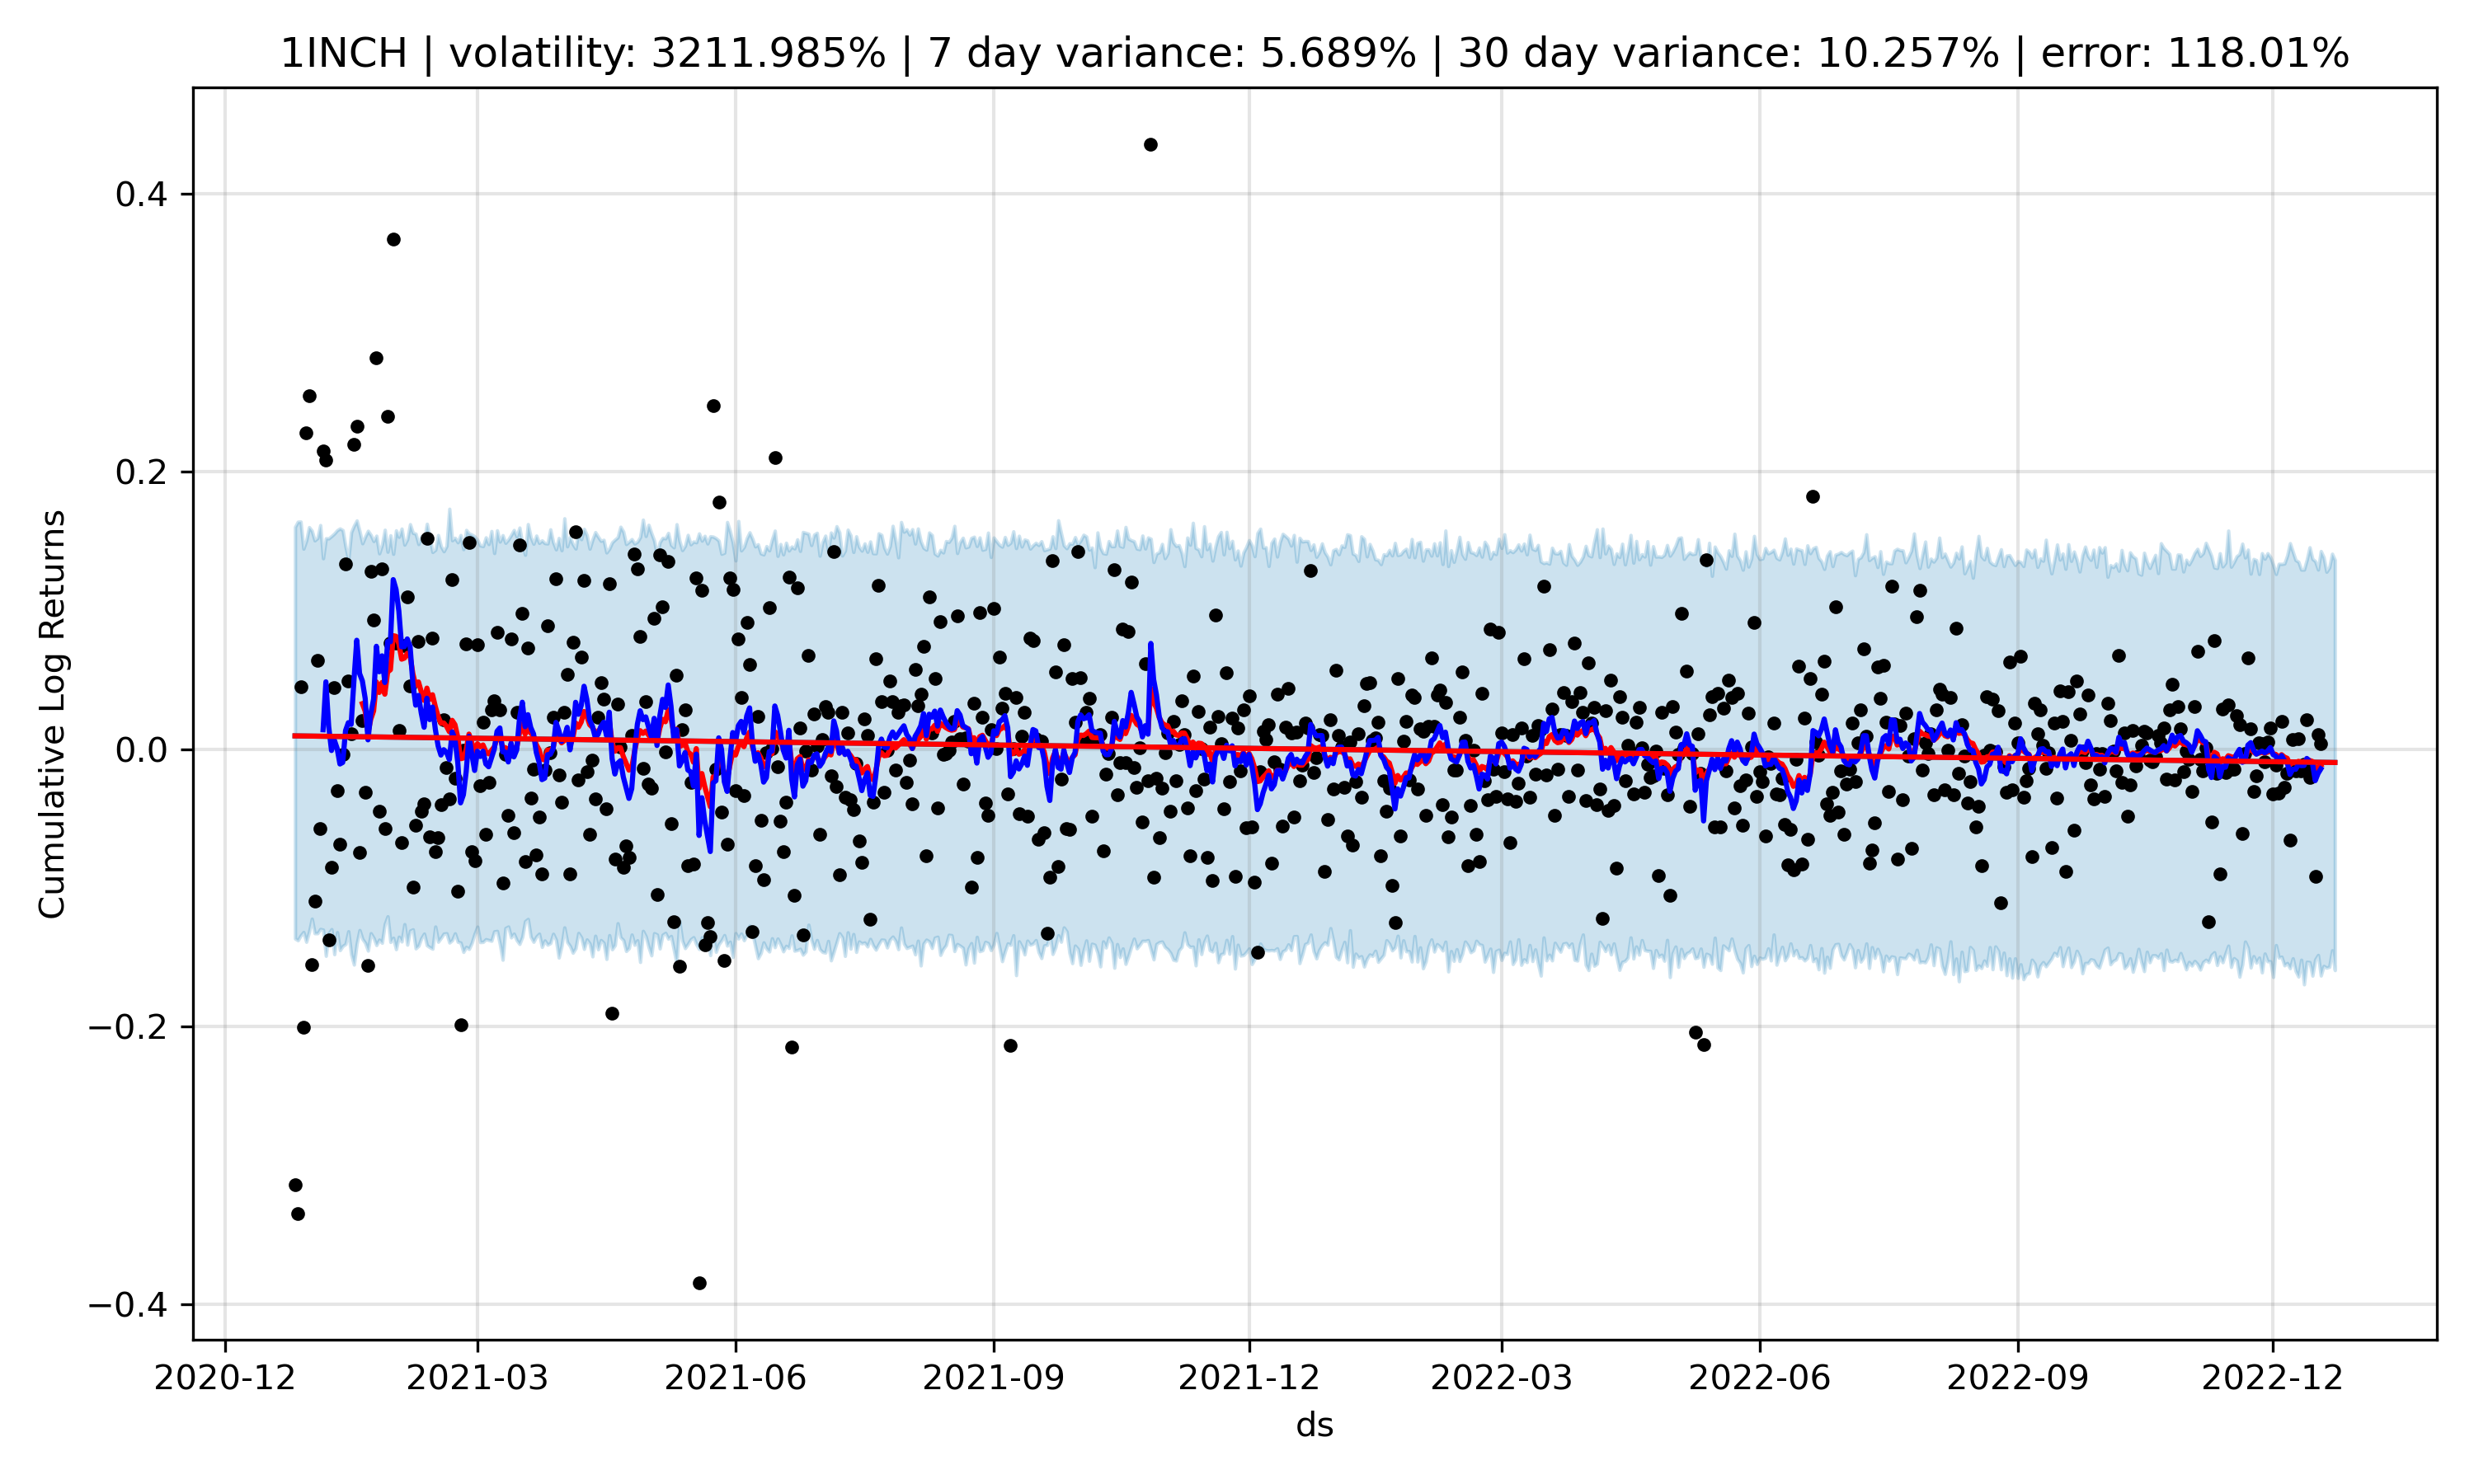 1INCH | volatility: 3211.985% | 7 day variance: 5.689% | 30 day variance: 10.257% | error: 118.01%
Cumulative Log Returns
0.4
0.2
0.0
−0.2
−0.4
2020-12 2021-03 2021-06 2021-09 2021-12 2022-03 2022-06 2022-09 2022-12
ds